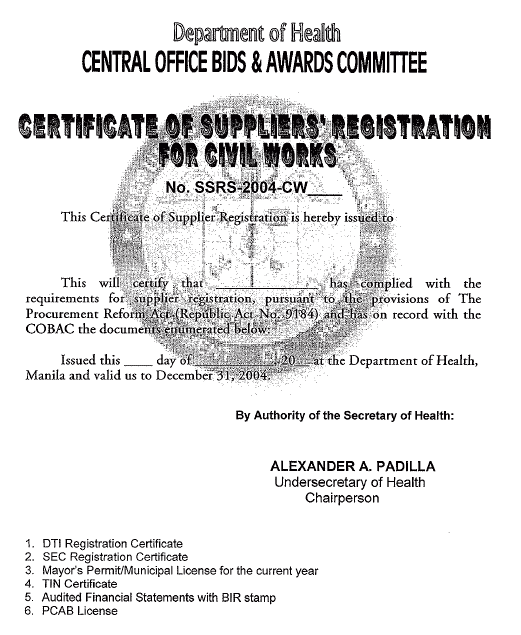 Department of Health
CENTRAL OFFICE BIDS & AWARDS COMMITTEE
CERTIFICATE OF SUPPLIERS' REGISTRATION
FOR CIVIL WORKS
No. SSRS-2004-CW____
This Certificate of Supplier Registration is hereby issued to
This will certify that ________________ has complied with the
requirements for supplier registration, pursuant to the provisions of The
Procurement Reform Act (Republic Act No. 9184) and has on record with the
COBAC the documents enumerated below:
Issued this ____ day of ____________, 20__ at the Department of Health,
Manila and valid us to December 31, 2004.
By Authority of the Secretary of Health:
ALEXANDER A. PADILLA
Undersecretary of Health
Chairperson
1. DTI Registration Certificate
2. SEC Registration Certificate
3. Mayor's Permit/Municipal License for the current year
4. TIN Certificate
5. Audited Financial Statements with BIR stamp
6. PCAB License